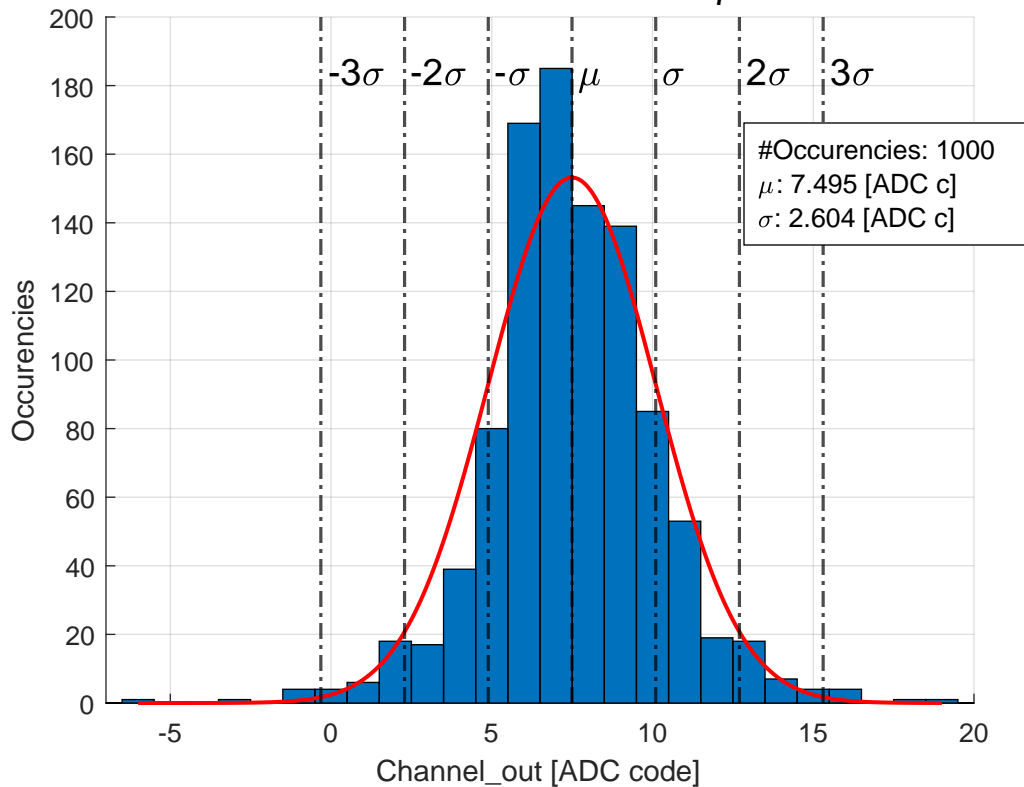 200
180
160
140
120
100
80
60
40
20
0
-3σ -2σ -σ μ σ 2σ 3σ
#Occurencies: 1000
μ: 7.495 [ADC c]
σ: 2.604 [ADC c]
Occurencies
-5 0 5 10 15 20
Channel_out [ADC code]